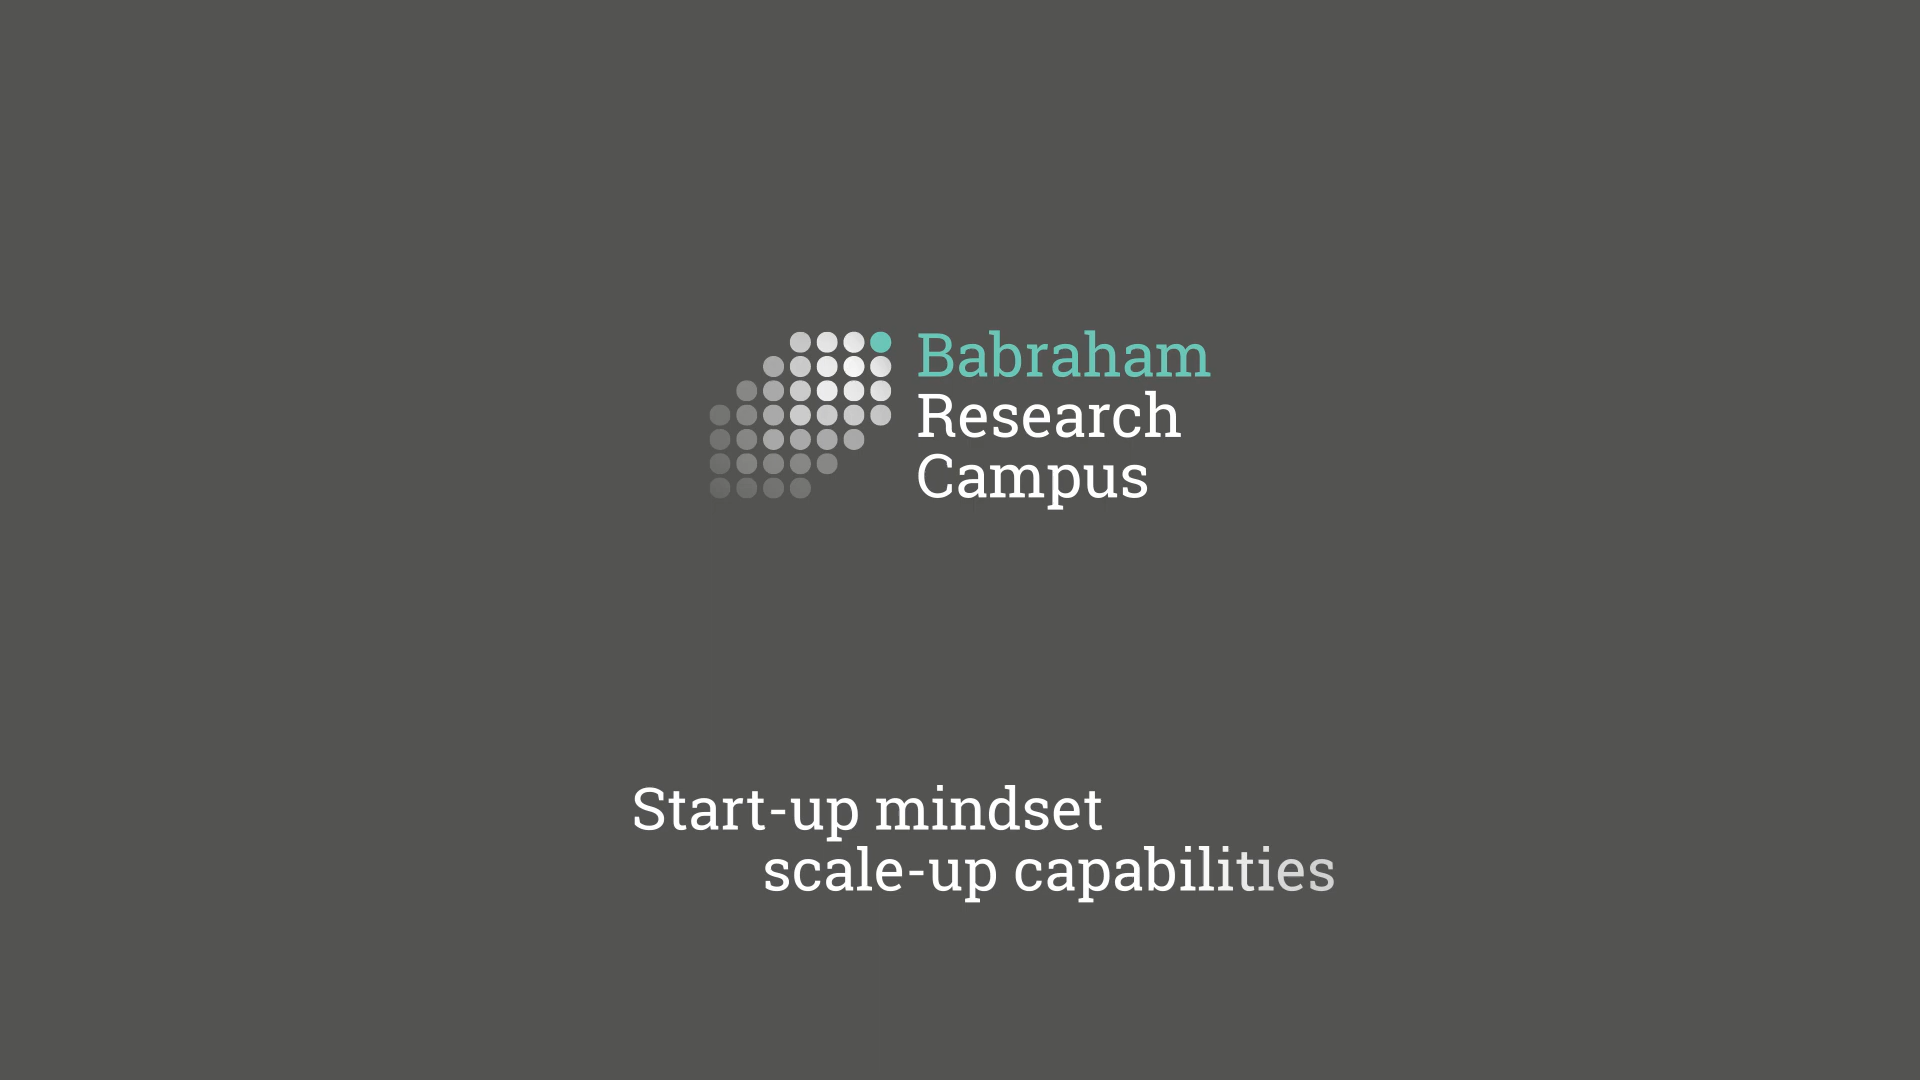 Babraham
Research
Campus
Start-up mindset
scale-up capabilities